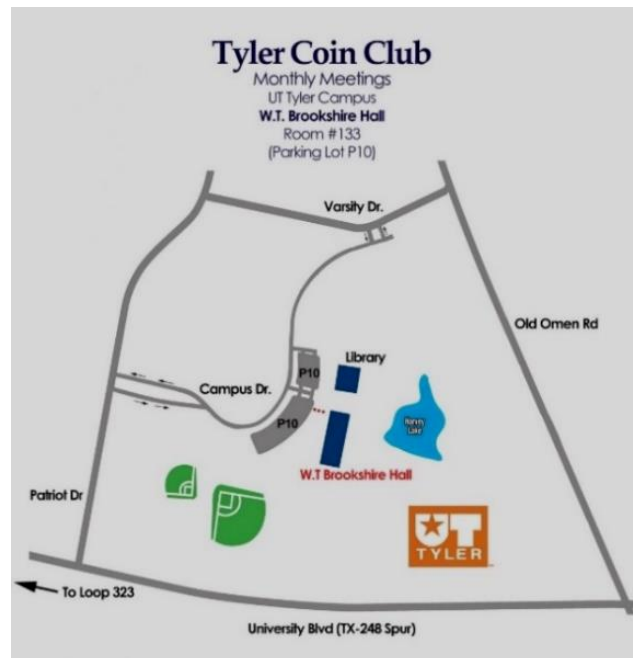 Tyler Coin Club
Monthly Meetings
UT Tyler Campus
W.T. Brookshire Hall
Room #133
(Parking Lot P10)
Varsity Dr.
Old Omen Rd
Library
P10
Campus Dr.
P10
Harvey
Lake
W.T Brookshire Hall
Patriot Dr
UT
TYLER
To Loop 323
University Blvd (TX-248 Spur)